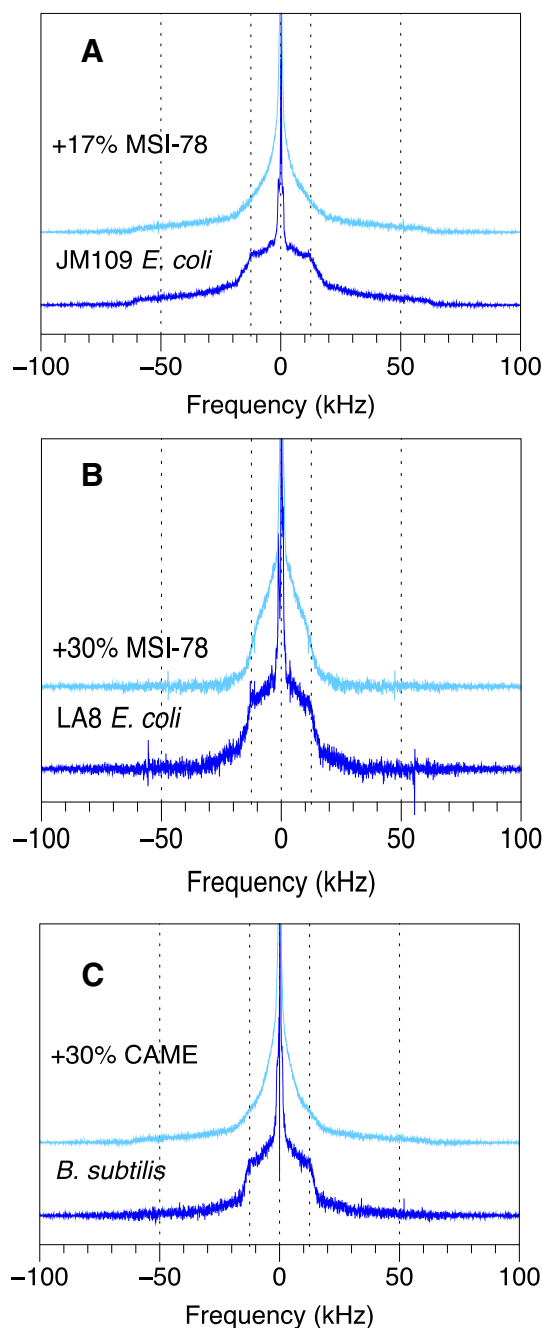 A
+17% MSI-78
JM109 E. coli
−100 −50 0 50 100
Frequency (kHz)
B
+30% MSI-78
LA8 E. coli
−100 −50 0 50 100
Frequency (kHz)
C
+30% CAME
B. subtilis
−100 −50 0 50 100
Frequency (kHz)